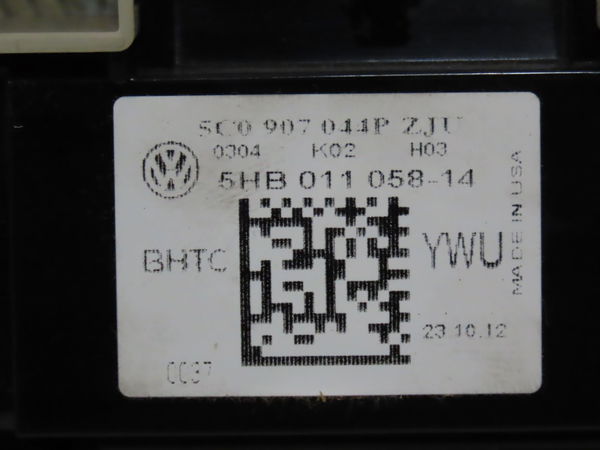 5C0 907 044P ZJU
0304 K02 H03
5HB 011 058-14
BHTC
YWU
MADE IN USA
23.10.12
0037